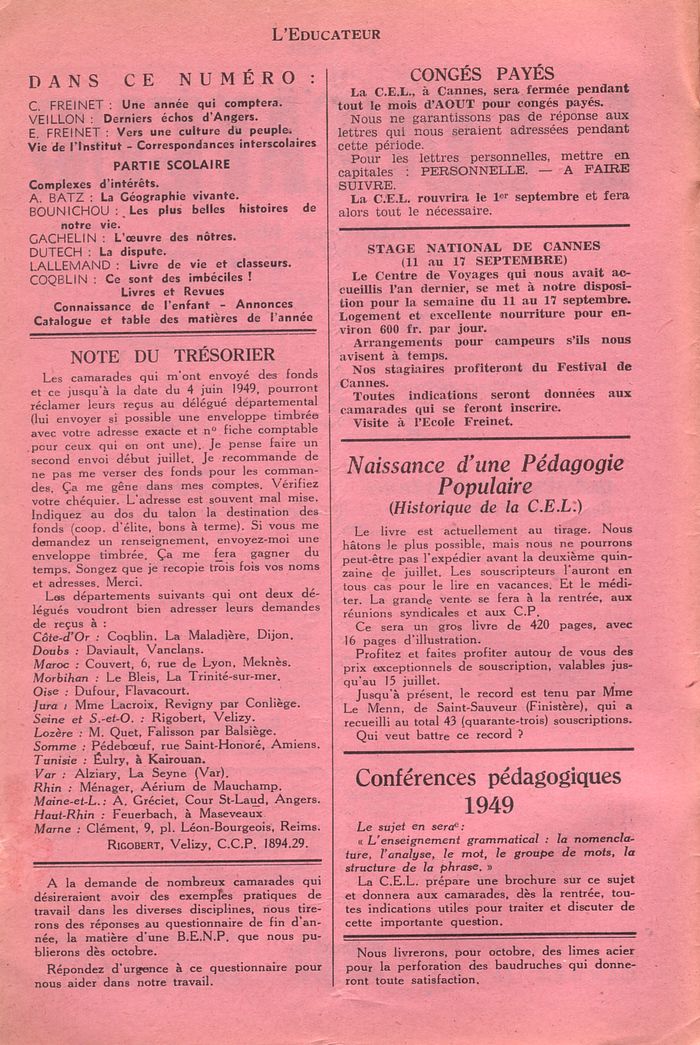 L'EDUCATEUR
DANS CE NUMÉRO :
C. FREINET : Une année qui comptera.
VEILLON : Derniers échos d'Angers.
E. FREINET : Vers une culture du peuple.
Vie de l'Institut - Correspondances interscolaires
PARTIE SCOLAIRE
Complexes d'intérêts.
A. BATZ : La Géographie vivante.
BOUNICHOU : Les plus belles histoires de
notre vie.
GACHELIN : L'œuvre des nôtres.
DUTECH : La dispute.
LALLEMAND : Livre de vie et classeurs.
COQBLIN : Ce sont des imbéciles !
Livres et Revues
Connaissance de l'enfant - Annonces
Catalogue et table des matières de l'année
NOTE DU TRÉSORIER
Les camarades qui m'ont envoyé des fonds
et ce jusqu'à la date du 4 juin 1949, pourront
réclamer leurs reçus au délégué départemental
(lui envoyer si possible une enveloppe timbrée
avec votre adresse exacte et n° fiche comptable
pour ceux qui en ont une). Je pense faire un
second envoi début juillet. Je recommande de
ne pas me verser des fonds pour les comman-
des. Ça me gêne dans mes comptes. Vérifiez
votre chéquier. L'adresse est souvent mal mise.
Indiquez au dos du talon la destination des
fonds (coop. d'élite, bons à terme). Si vous me
demandez un renseignement, envoyez-moi une
enveloppe timbrée. Ça me fera gagner du
temps. Songez que je recopie trois fois vos noms
et adresses. Merci.
Les départements suivants qui ont deux dé-
légués voudront bien adresser leurs demandes
de reçus à :
Côte-d'Or : Coqblin. La Maladière, Dijon.
Doubs : Daviault, Vanclans.
Maroc : Couvert, 6, rue de Lyon, Meknès.
Morbihan : Le Bleis, La Trinité-sur-mer.
Oise : Dufour, Flavacourt.
Jura : Mme Lacroix, Revigny par Conliège.
Seine et S.-et-O. : Rigobert, Velizy.
Lozère : M. Quet, Falisson par Balsiège.
Somme : Pédebœuf, rue Saint-Honoré, Amiens.
Tunisie : Eulry, à Kairouan.
Var : Alziary, La Seyne (Var).
Rhin : Ménager, Aérium de Mauchamp.
Maine-et-L. : A. Gréciet, Cour St-Laud, Angers.
Haut-Rhin : Feuerbach, à Maseveaux
Marne : Clément, 9, pl. Léon-Bourgeois, Reims.
RIGOBERT, Velizy, C.C.P. 1894.29.
A la demande de nombreux camarades qui
désireraient avoir des exemples pratiques de
travail dans les diverses disciplines, nous tire-
rons des réponses au questionnaire de fin d'an-
née, la matière d'une B.E.N.P. que nous pu-
blierons dès octobre.
Répondez d'urgence à ce questionnaire pour
nous aider dans notre travail.
CONGÉS PAYÉS
La C.E.L., à Cannes, sera fermée pendant
tout le mois d'AOUT pour congés payés.
Nous ne garantissons pas de réponse aux
lettres qui nous seraient adressées pendant
cette période.
Pour les lettres personnelles, mettre en
capitales : PERSONNELLE. — A FAIRE
SUIVRE.
La C.E.L. rouvrira le 1er septembre et fera
alors tout le nécessaire.
STAGE NATIONAL DE CANNES
(11 au 17 SEPTEMBRE)
Le Centre de Voyages qui nous avait ac-
cueillis l'an dernier, se met à notre disposi-
tion pour la semaine du 11 au 17 septembre.
Logement et excellente nourriture pour en-
viron 600 fr. par jour.
Arrangements pour campeurs s'ils nous
avisent à temps.
Nos stagiaires profiteront du Festival de
Cannes.
Toutes indications seront données aux
camarades qui se feront inscrire.
Visite à l'Ecole Freinet.
Naissance d'une Pédagogie
Populaire
(Historique de la C.E.L.)
Le livre est actuellement au tirage. Nous
hâtons le plus possible, mais nous ne pourrons
peut-être pas l'expédier avant la deuxième quin-
zaine de juillet. Les souscripteurs l'auront en
tous cas pour le lire en vacances. Et le médi-
ter. La grande vente se fera à la rentrée, aux
réunions syndicales et aux C.P.
Ce sera un gros livre de 420 pages, avec
16 pages d'illustration.
Profitez et faites profiter autour de vous des
prix exceptionnels de souscription, valables jus-
qu'au 15 juillet.
Jusqu'à présent, le record est tenu par Mme
Le Menn, de Saint-Sauveur (Finistère), qui a
recueilli au total 43 (quarante-trois) souscriptions.
Qui veut battre ce record ?
Conférences pédagogiques
1949
Le sujet en sera :
« L'enseignement grammatical : la nomencla-
ture, l'analyse, le mot, le groupe de mots, la
structure de la phrase. »
La C.E.L. prépare une brochure sur ce sujet
et donnera aux camarades, dès la rentrée, tou-
tes indications utiles pour traiter et discuter de
cette importante question.
Nous livrerons, pour octobre, des limes acier
pour la perforation des baudruches qui donne-
ront toute satisfaction.